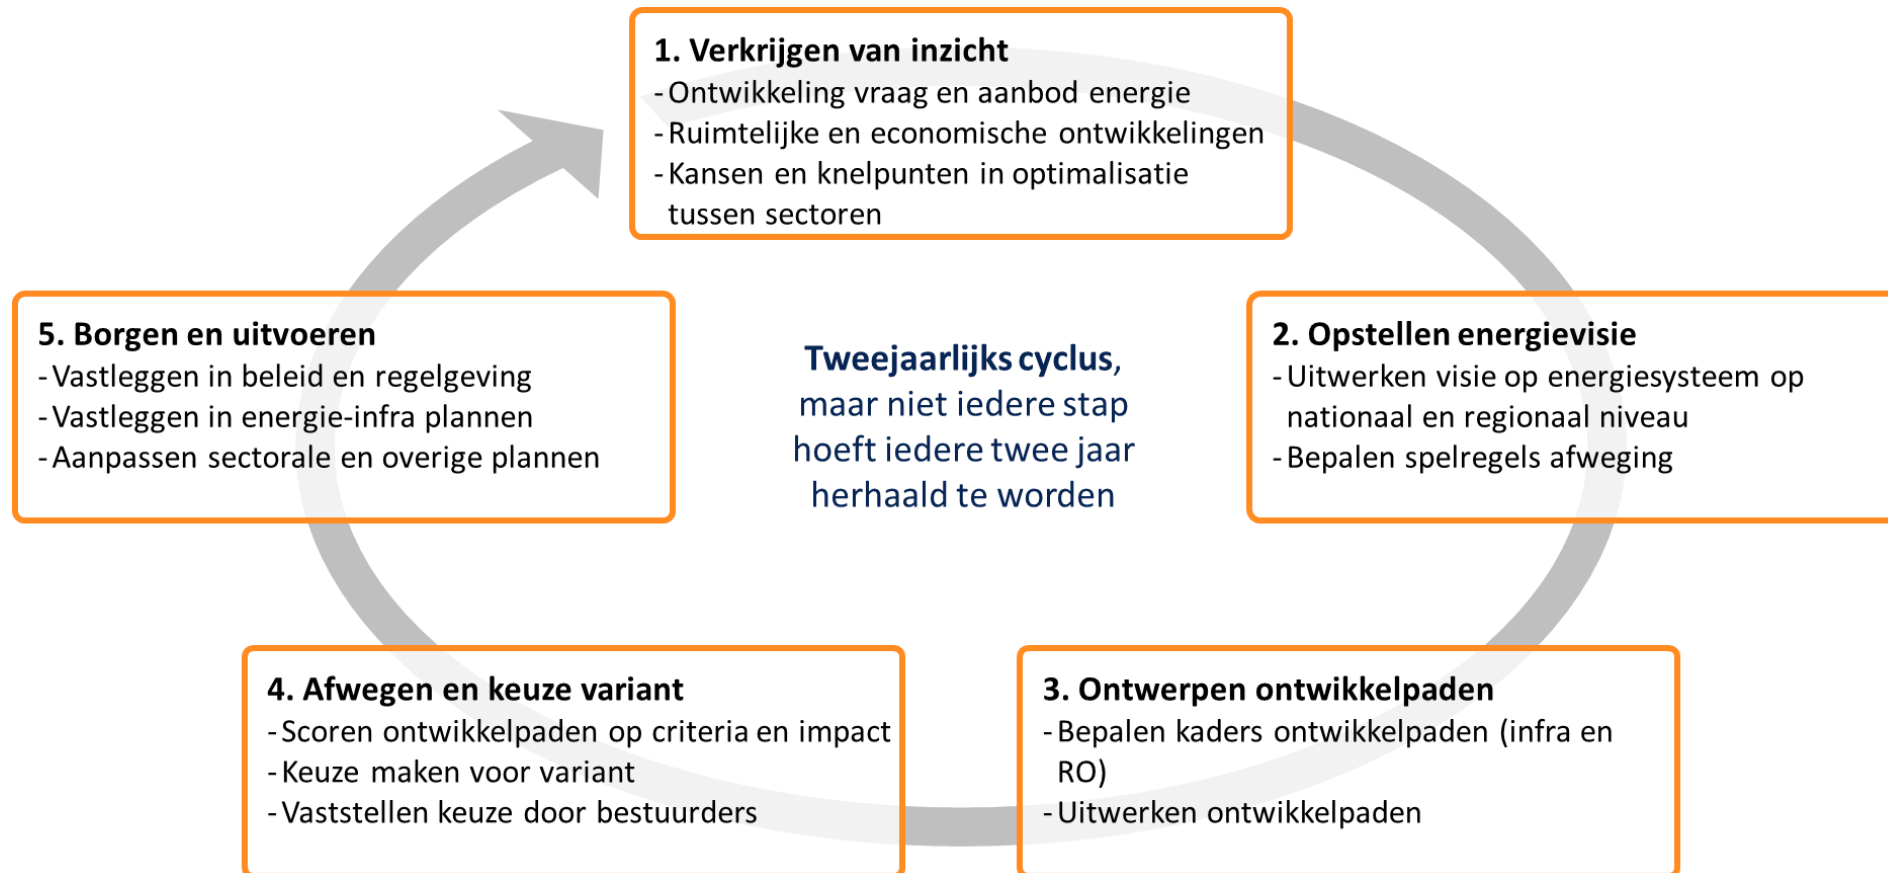 1. Verkrijgen van inzicht
- Ontwikkeling vraag en aanbod energie
- Ruimtelijke en economische ontwikkelingen
- Kansen en knelpunten in optimalisatie
tussen sectoren
2. Opstellen energievisie
- Uitwerken visie op energiesysteem op
nationaal en regionaal niveau
- Bepalen spelregels afweging
3. Ontwerpen ontwikkelpaden
- Bepalen kaders ontwikkelpaden (infra en
RO)
- Uitwerken ontwikkelpaden
4. Afwegen en keuze variant
- Scoren ontwikkelpaden op criteria en impact
- Keuze maken voor variant
- Vaststellen keuze door bestuurders
5. Borgen en uitvoeren
- Vastleggen in beleid en regelgeving
- Vastleggen in energie-infra plannen
- Aanpassen sectorale en overige plannen
Tweejaarlijks cyclus,
maar niet iedere stap
hoeft iedere twee jaar
herhaald te worden